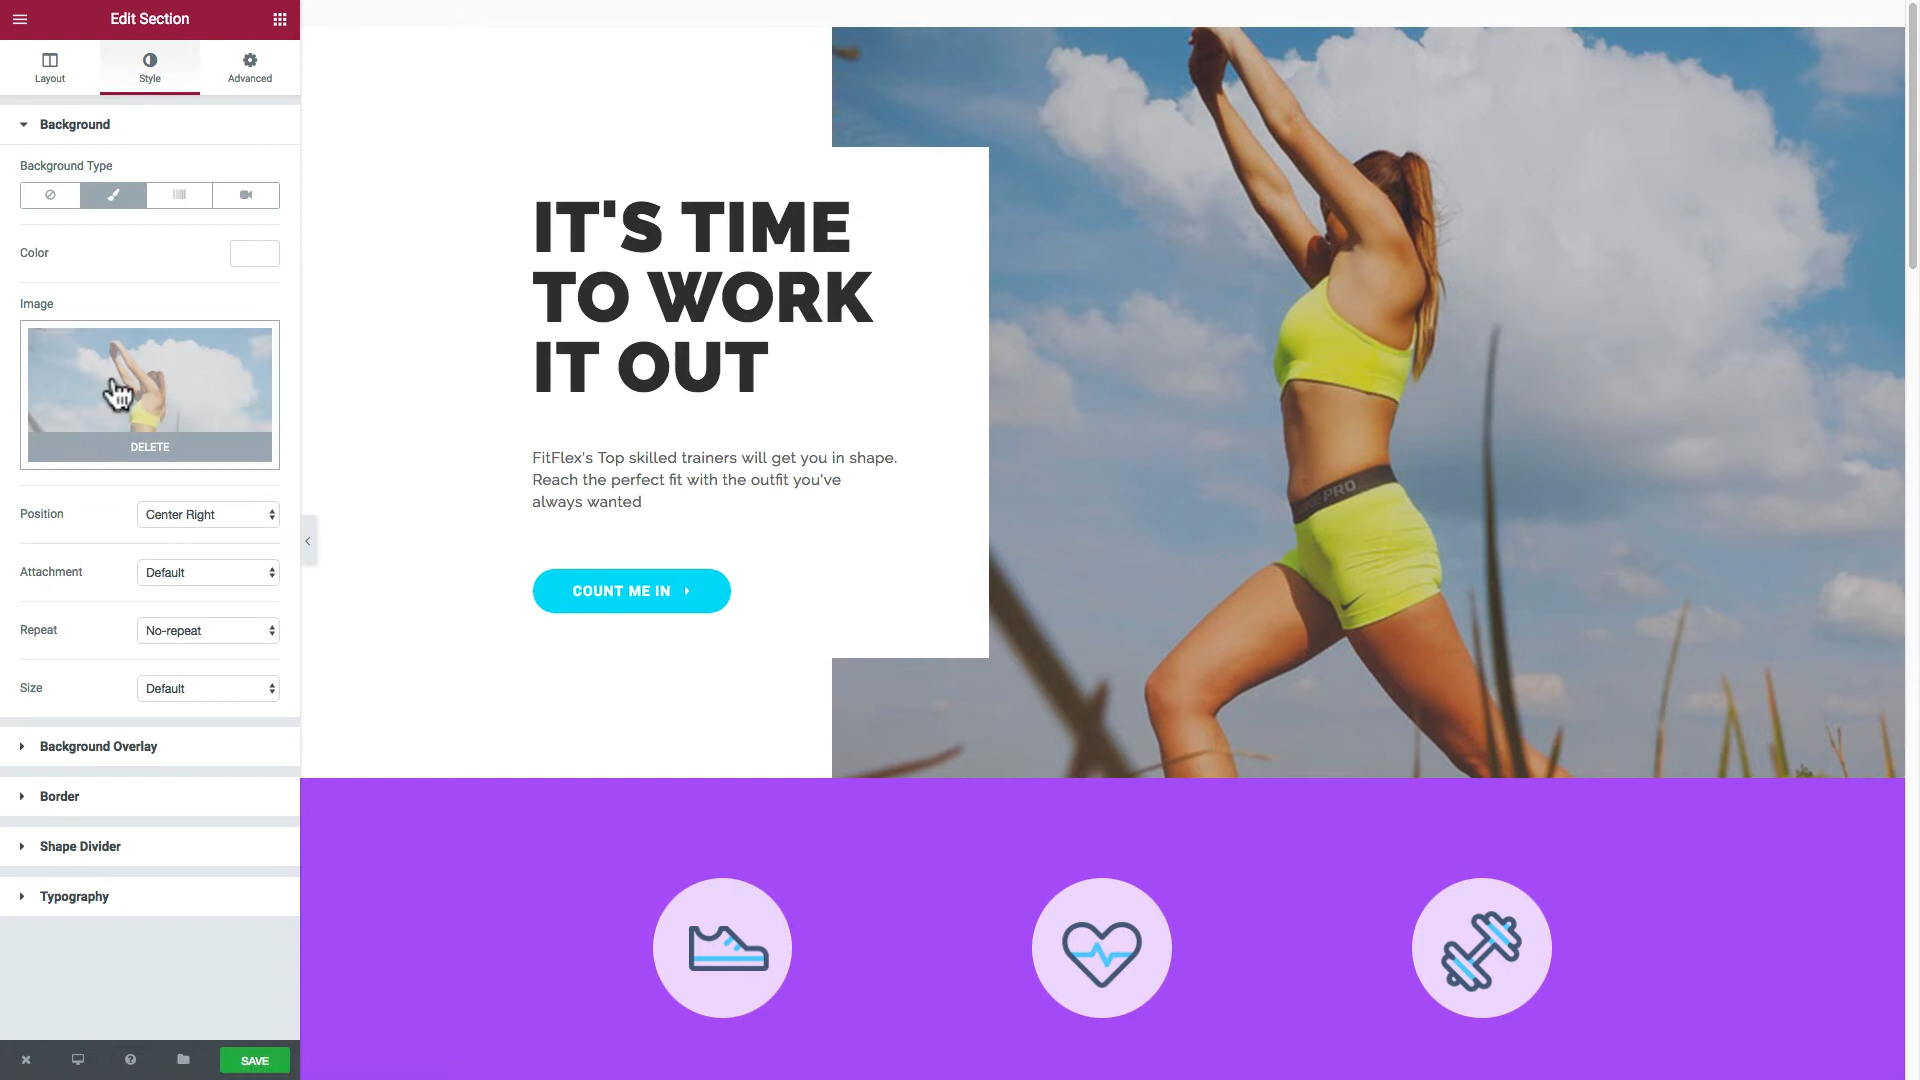 Edit Section
Layout
Style
Advanced
Background
Background Type
Color
Image
DELETE
Position
Center Right
Attachment
Default
Repeat
No-repeat
Size
Default
Background Overlay
Border
Shape Divider
Typography
SAVE
IT'S TIME
TO WORK
IT OUT
FitFlex's Top skilled trainers will get you in shape.
Reach the perfect fit with the outfit you've
always wanted
COUNT ME IN
PRO